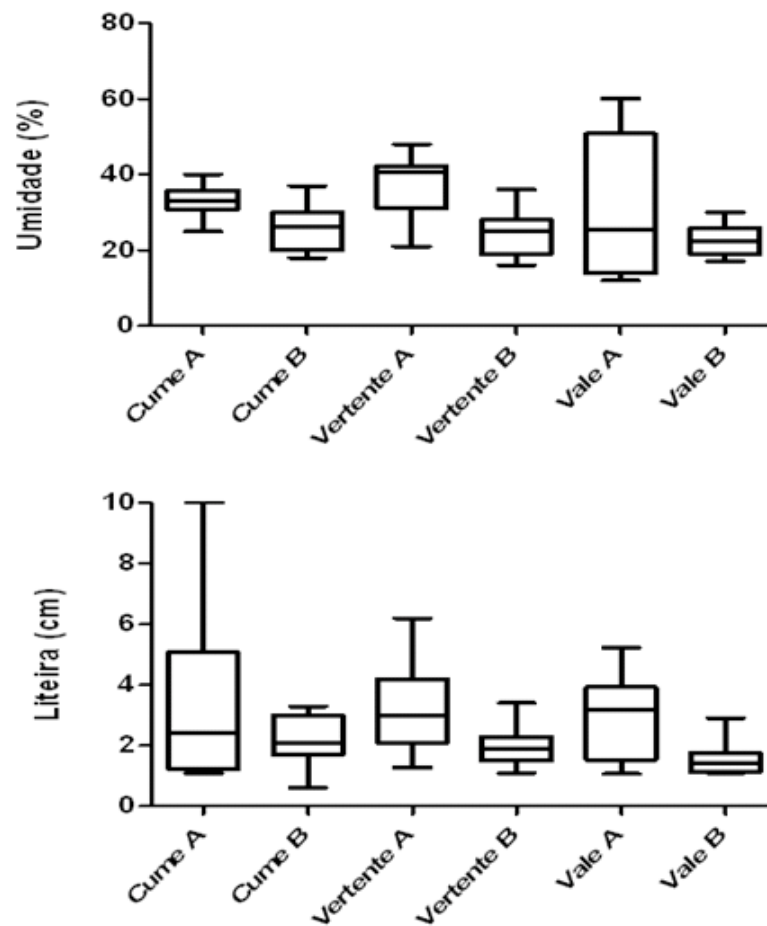 Umidade (%)
80
60
40
20
0
Cume A
Cume B
Vertente A
Vertente B
Vale A
Vale B
Liteira (cm)
10
8
6
4
2
0
Cume A
Cume B
Vertente A
Vertente B
Vale A
Vale B